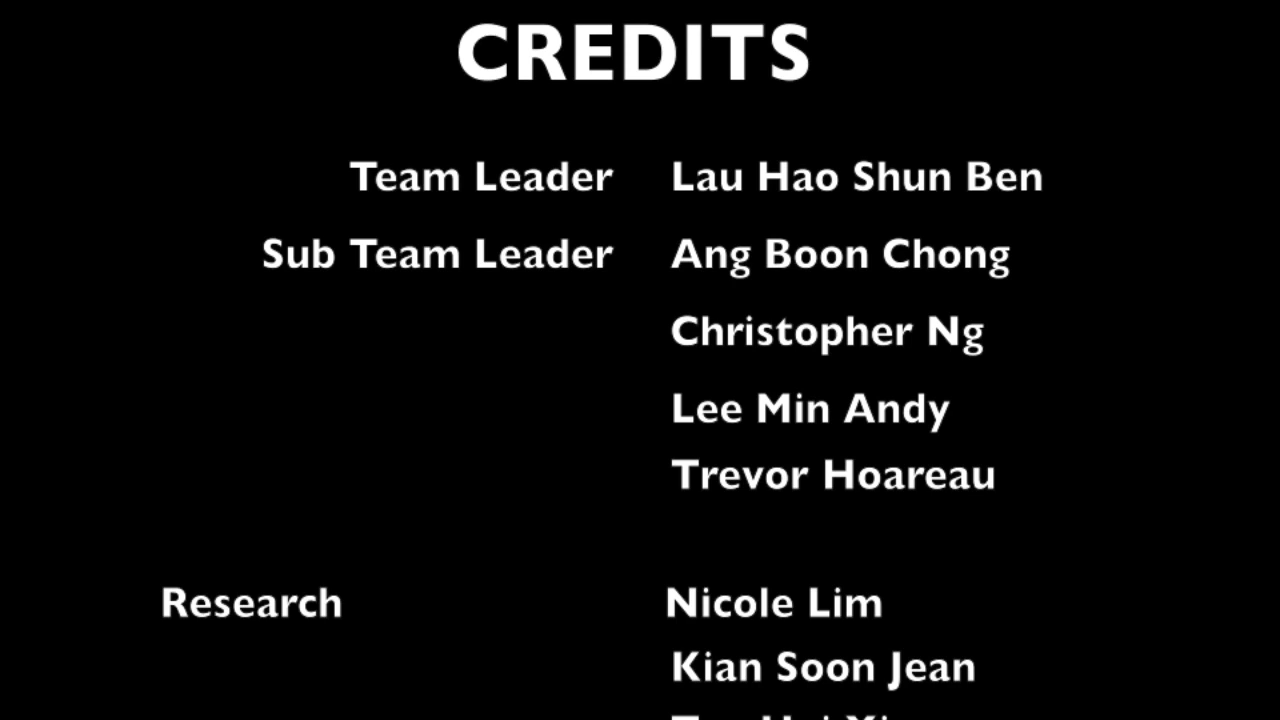 CREDITS
Team Leader Lau Hao Shun Ben
Sub Team Leader Ang Boon Chong
Christopher Ng
Lee Min Andy
Trevor Hoareau
Research Nicole Lim
Kian Soon Jean